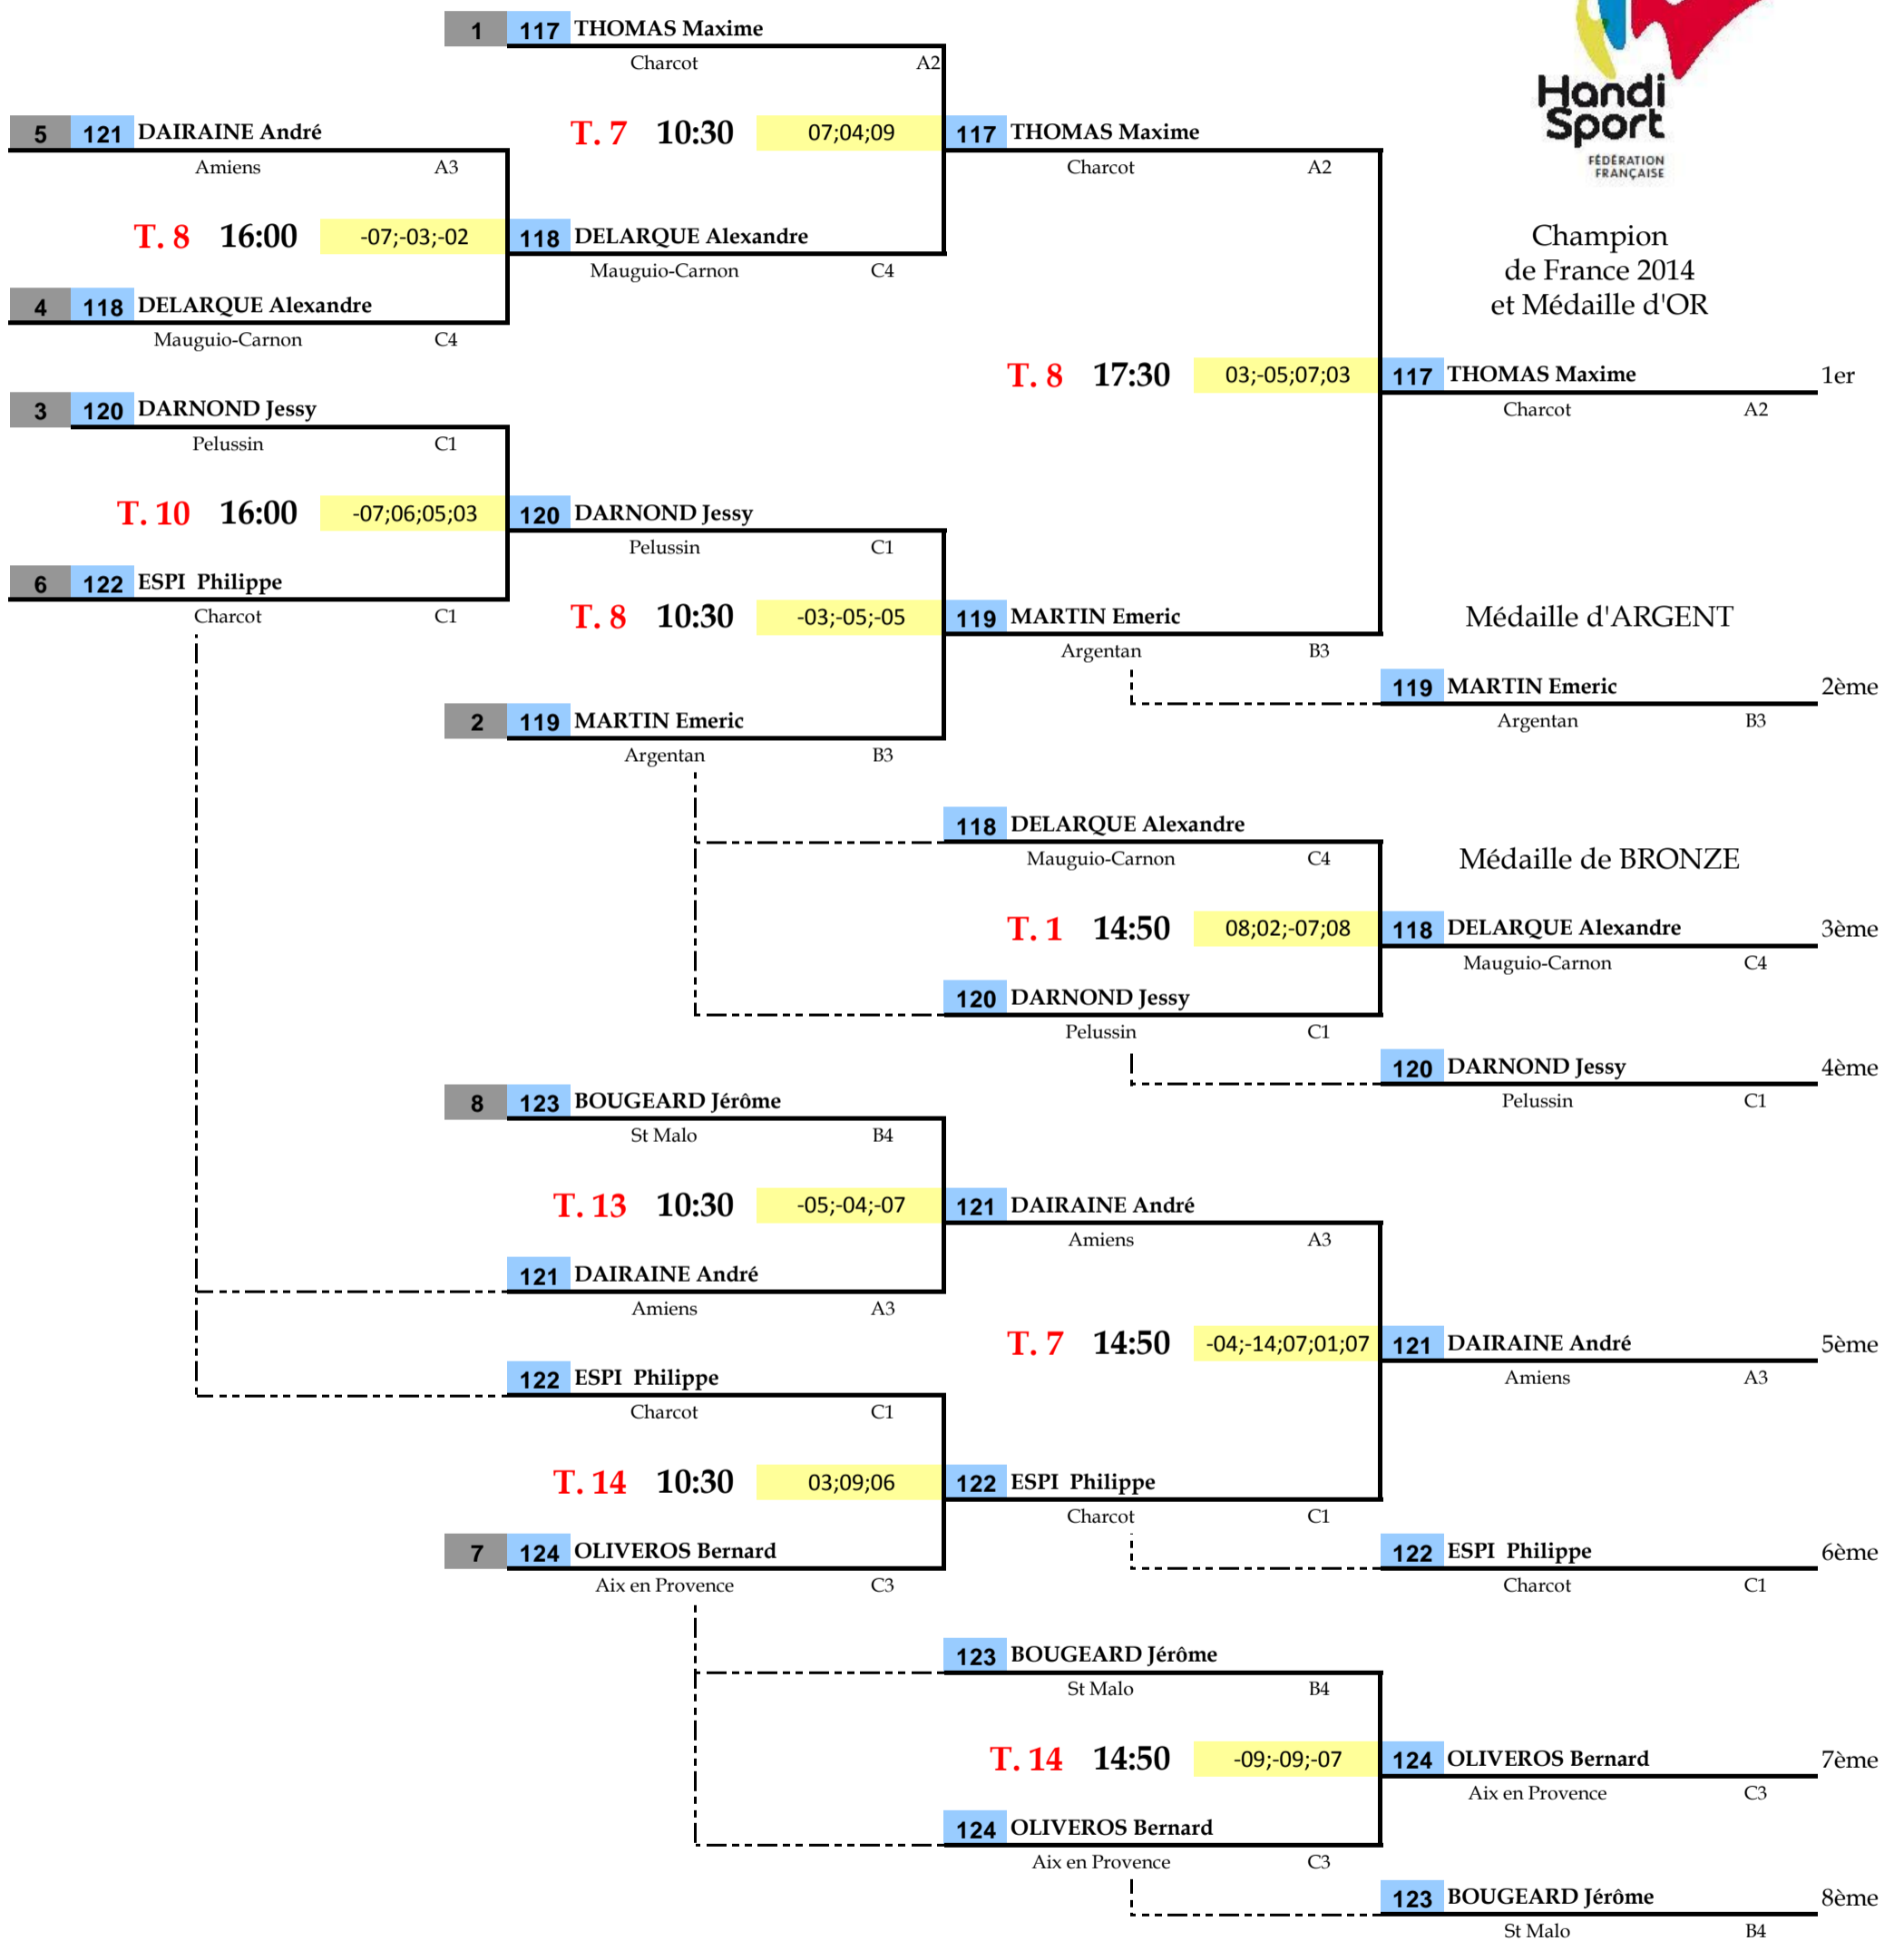 1 117 THOMAS Maxime
Charcot A2
Handi
Sport
FÉDÉRATION
FRANÇAISE
5 121 DAIRAINE André
Amiens A3
T. 7 10:30 07;04;09
117 THOMAS Maxime
Charcot A2
T. 8 16:00 -07;-03;-02
118 DELARQUE Alexandre
Mauguio-Carnon C4
Champion
de France 2014
et Médaille d'OR
4 118 DELARQUE Alexandre
Mauguio-Carnon C4
T. 8 17:30 03;-05;07;03
117 THOMAS Maxime 1er
Charcot A2
3 120 DARNOND Jessy
Pelussin C1
T. 10 16:00 -07;06;05;03
120 DARNOND Jessy
Pelussin C1
6 122 ESPI Philippe
Charcot C1
T. 8 10:30 -03;-05;-05
119 MARTIN Emeric
Argentan B3
Médaille d'ARGENT
119 MARTIN Emeric 2ème
Argentan B3
2 119 MARTIN Emeric
Argentan B3
118 DELARQUE Alexandre
Mauguio-Carnon C4
Médaille de BRONZE
T. 1 14:50 08;02;-07;08
118 DELARQUE Alexandre 3ème
Mauguio-Carnon C4
120 DARNOND Jessy
Pelussin C1
120 DARNOND Jessy 4ème
Pelussin C1
8 123 BOUGEARD Jérôme
St Malo B4
T. 13 10:30 -05;-04;-07
121 DAIRAINE André
Amiens A3
121 DAIRAINE André
Amiens A3
T. 7 14:50 -04;-14;07;01;07
121 DAIRAINE André 5ème
Amiens A3
122 ESPI Philippe
Charcot C1
T. 14 10:30 03;09;06
122 ESPI Philippe
Charcot C1
7 124 OLIVEROS Bernard
Aix en Provence C3
122 ESPI Philippe 6ème
Charcot C1
123 BOUGEARD Jérôme
St Malo B4
T. 14 14:50 -09;-09;-07
124 OLIVEROS Bernard 7ème
Aix en Provence C3
124 OLIVEROS Bernard
Aix en Provence C3
123 BOUGEARD Jérôme 8ème
St Malo B4